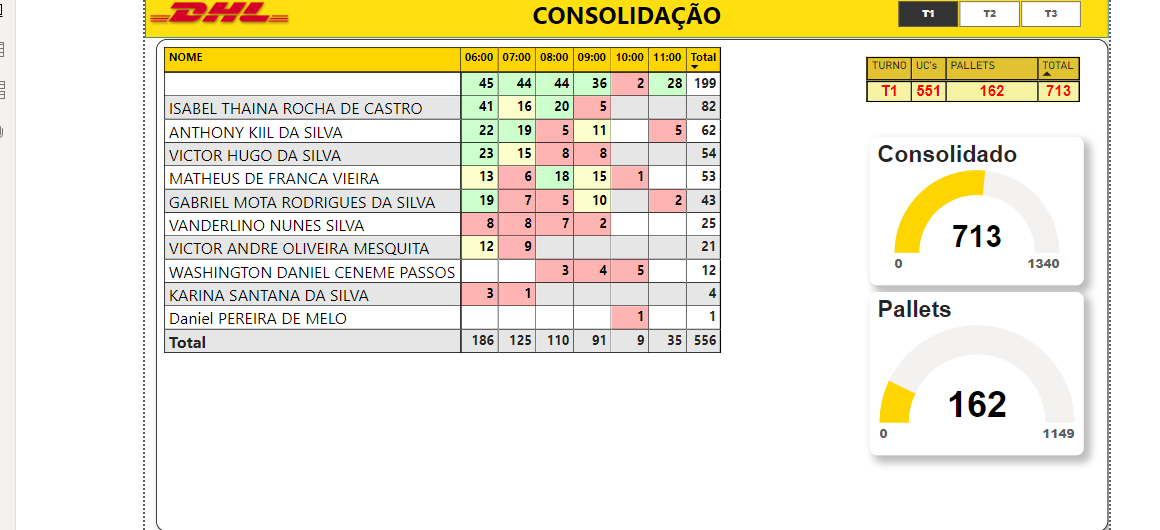 DHL
CONSOLIDAÇÃO
T1 T2 T3
NOME 06:00 07:00 08:00 09:00 10:00 11:00 Total
45 44 44 36 2 28 199
ISABEL THAINA ROCHA DE CASTRO 41 16 20 5 82
ANTHONY KIIL DA SILVA 22 19 5 11 5 62
VICTOR HUGO DA SILVA 23 15 8 8 54
MATHEUS DE FRANCA VIEIRA 13 6 18 15 1 53
GABRIEL MOTA RODRIGUES DA SILVA 19 7 5 10 2 43
VANDERLINO NUNES SILVA 8 8 7 2 25
VICTOR ANDRE OLIVEIRA MESQUITA 12 9 21
WASHINGTON DANIEL CENEME PASSOS 3 4 5 12
KARINA SANTANA DA SILVA 3 1 4
Daniel PEREIRA DE MELO 1 1
Total 186 125 110 91 9 35 556
TURNO UC's PALLETS TOTAL
T1 551 162 713
Consolidado
713
0 1340
Pallets
162
0 1149